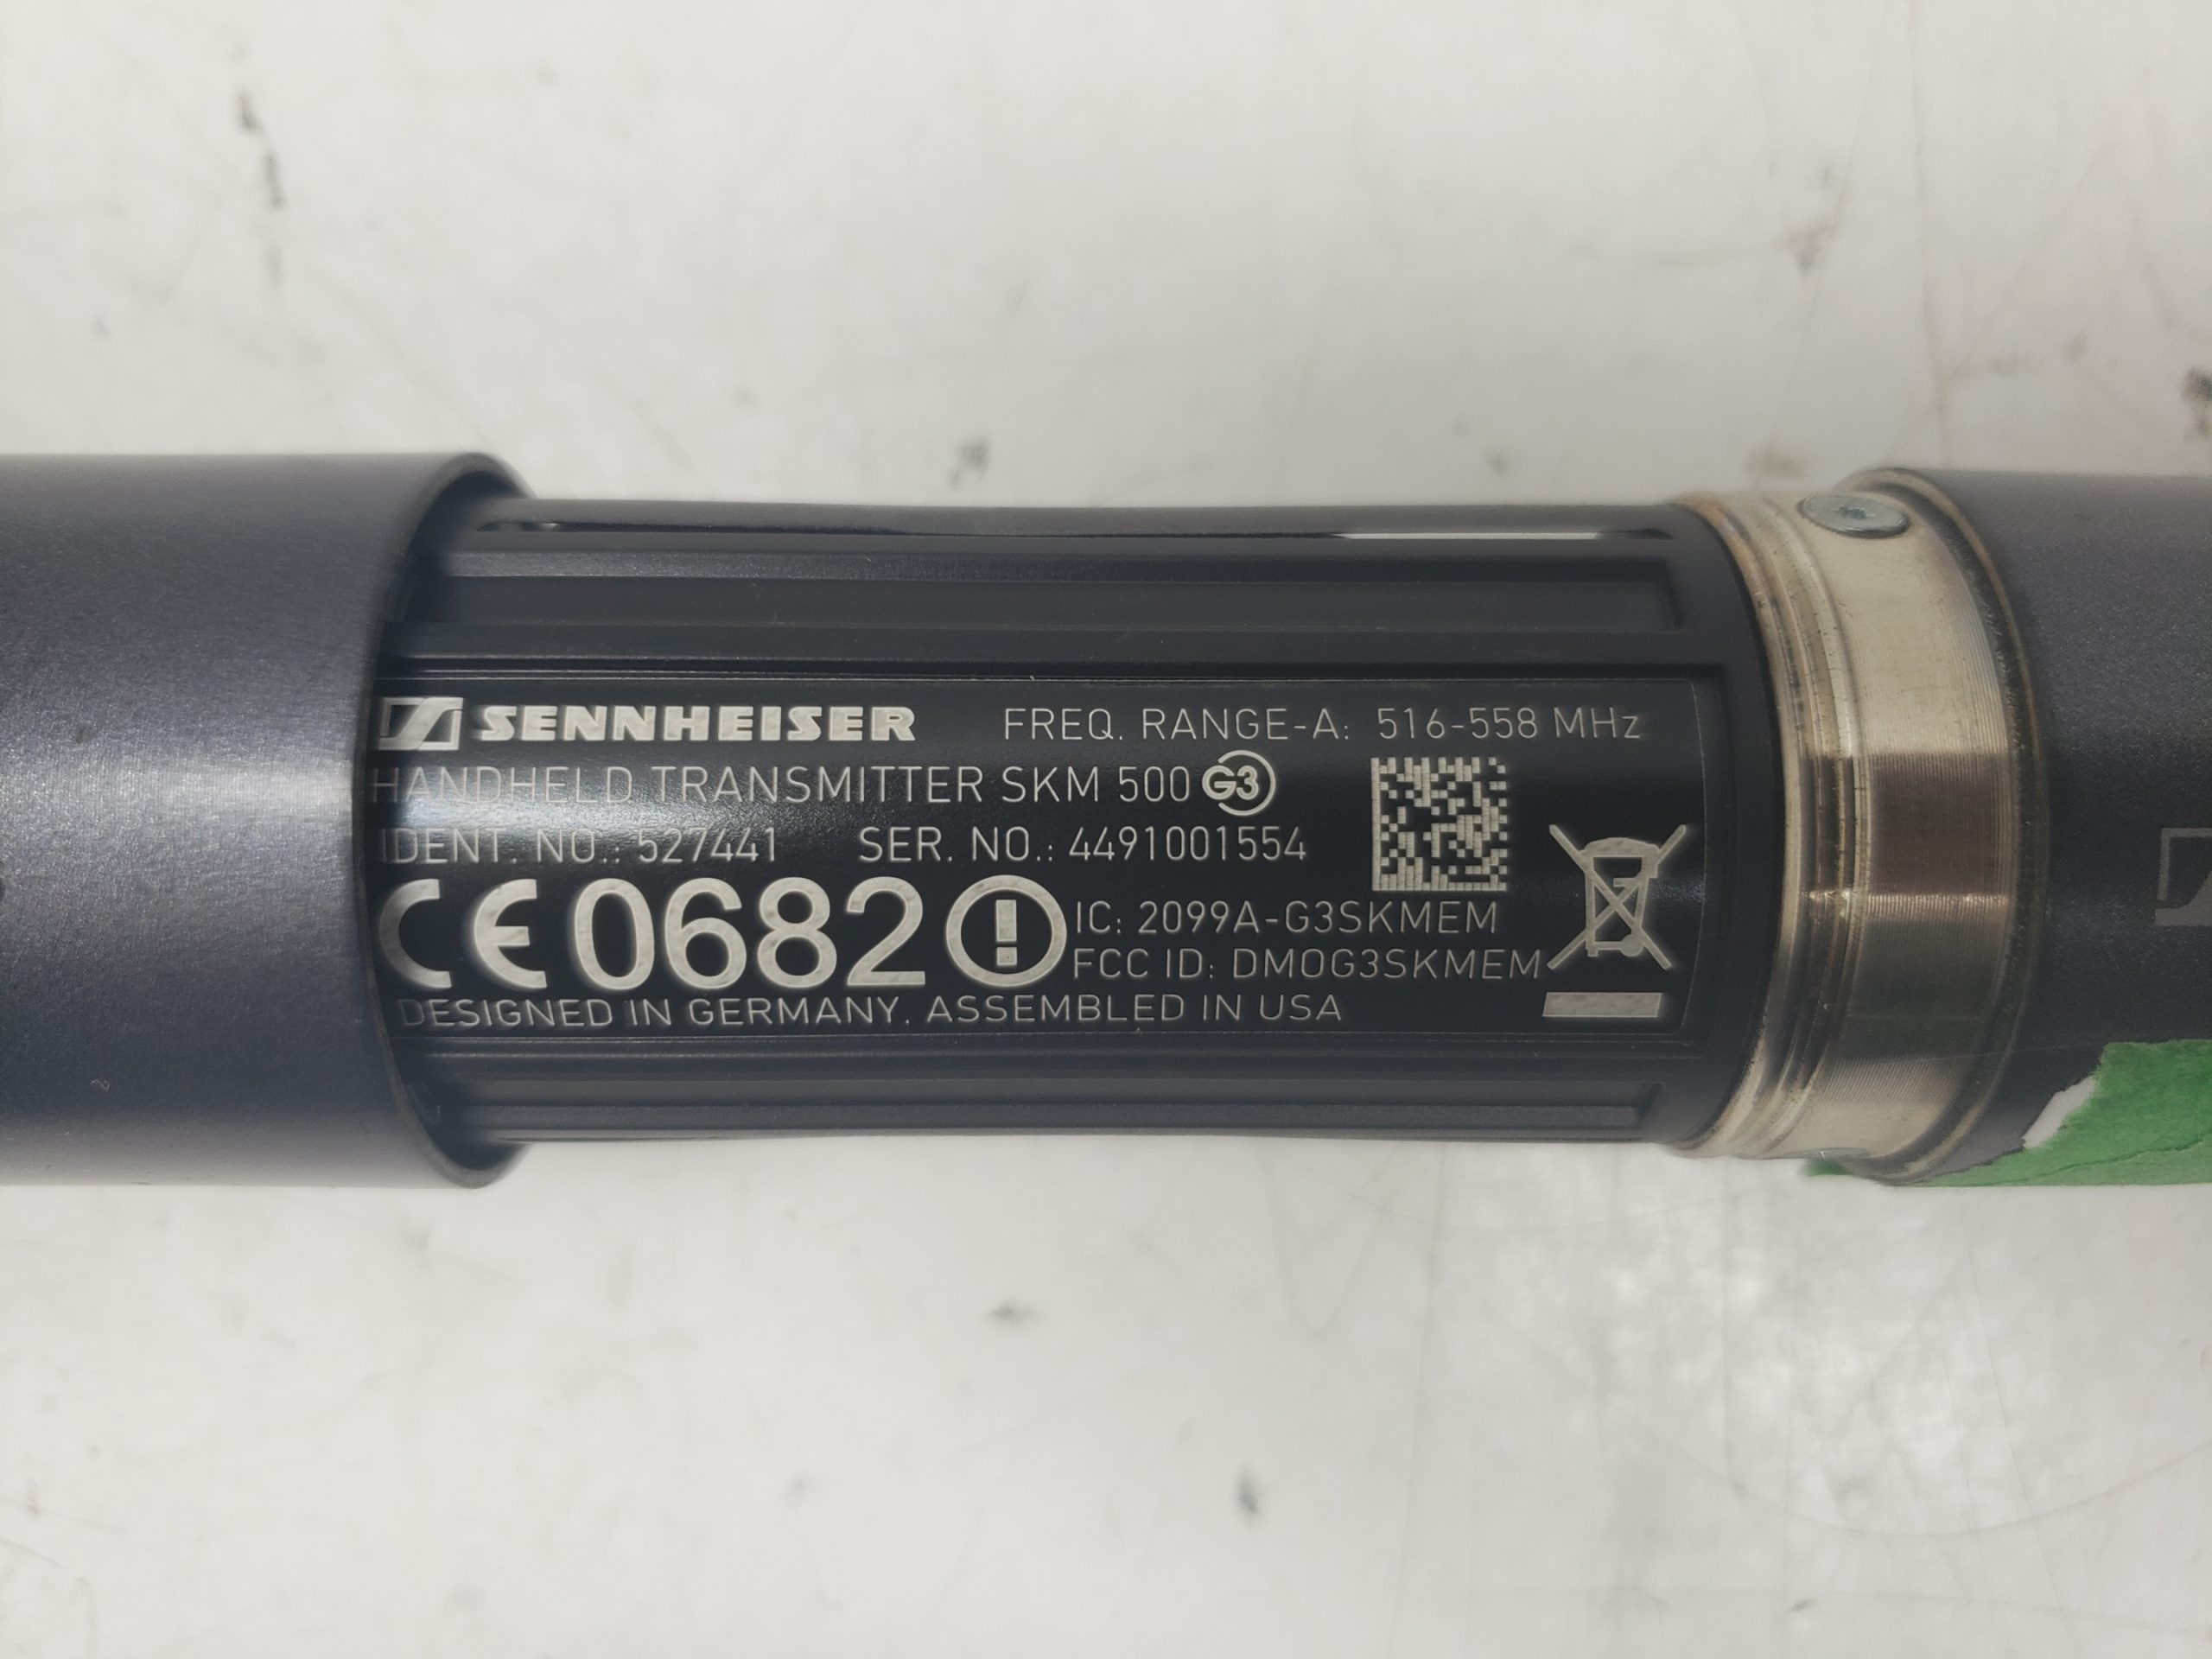 SENNHEISER FREQ. RANGE-A: 516-558 MHz
HANDHELD TRANSMITTER SKM 500 G3
IDENT. NO.: 527441 SER. NO.: 4491001554
CE 0682 IC: 2099A-G3SKMEM
FCC ID: DMOG3SKMEM
DESIGNED IN GERMANY. ASSEMBLED IN USA